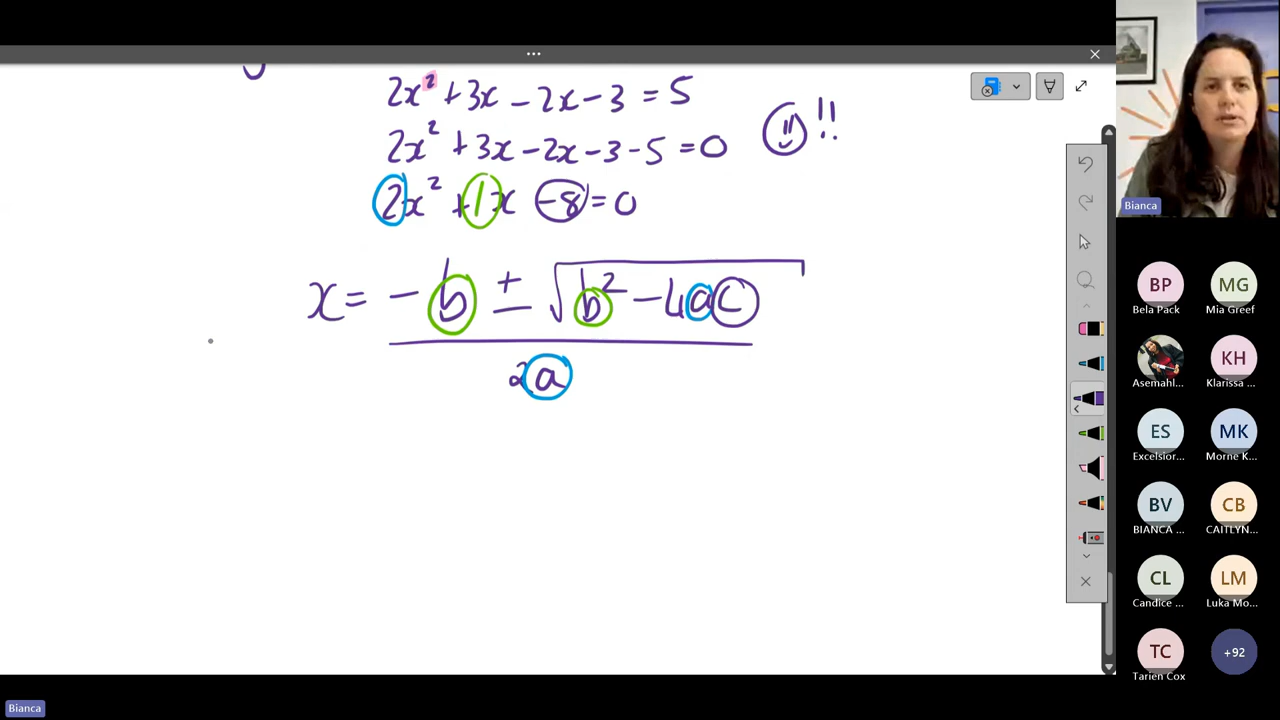 2x² + 3x - 2x - 3 = 5
2x² + 3x - 2x - 3 - 5 = 0 !!
2x² + 1x - 8 = 0
x = -b ± √b² - 4ac
2a
Bianca
BP
MG
Bela Pack
Mia Greef
KH
Asemahl...
Klarissa ...
ES
MK
Excelsior...
Morne K...
BV
CB
BIANCA ...
CAITLYN...
CL
LM
Candice ...
Luka Mo...
TC
+92
Tarien Cox
Bianca